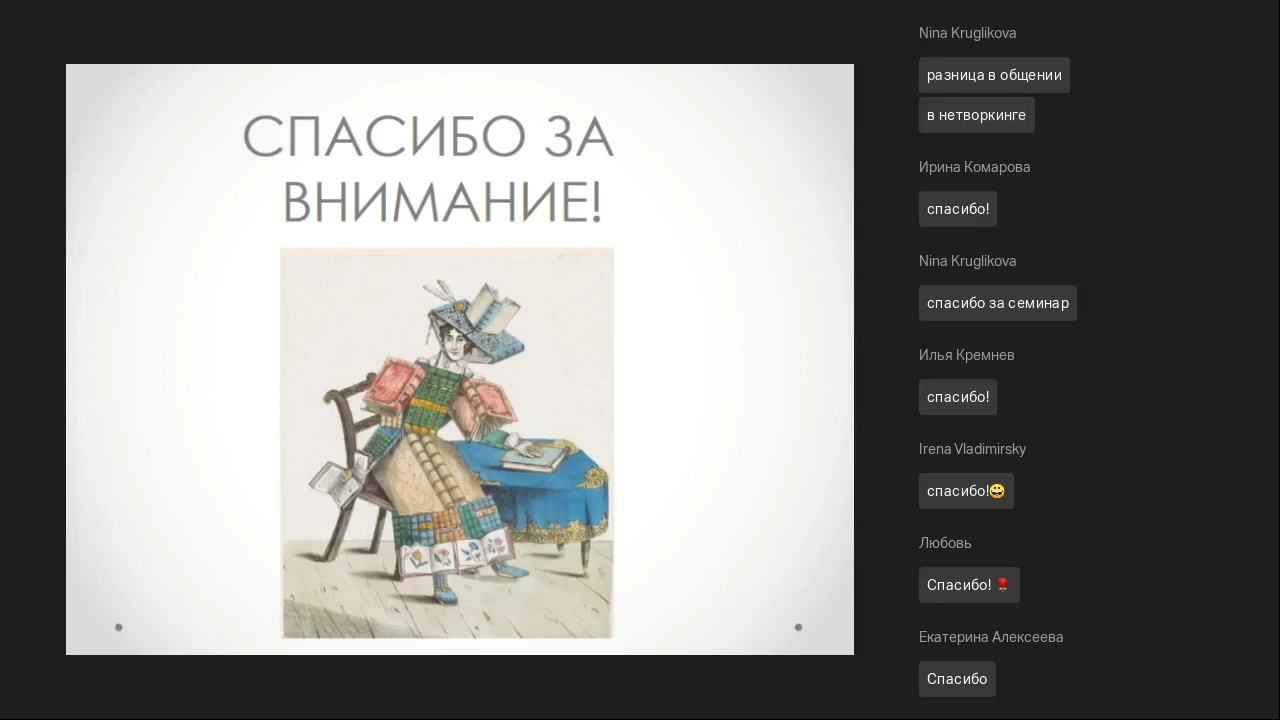 СПАСИБО ЗА
ВНИМАНИЕ!
Nina Kruglikova
разница в общении
в нетворкинге
Ирина Комарова
спасибо!
Nina Kruglikova
спасибо за семинар
Илья Кремнев
спасибо!
Irena Vladimirsky
спасибо!😀
Любовь
Спасибо! 🌹
Екатерина Алексеева
Спасибо